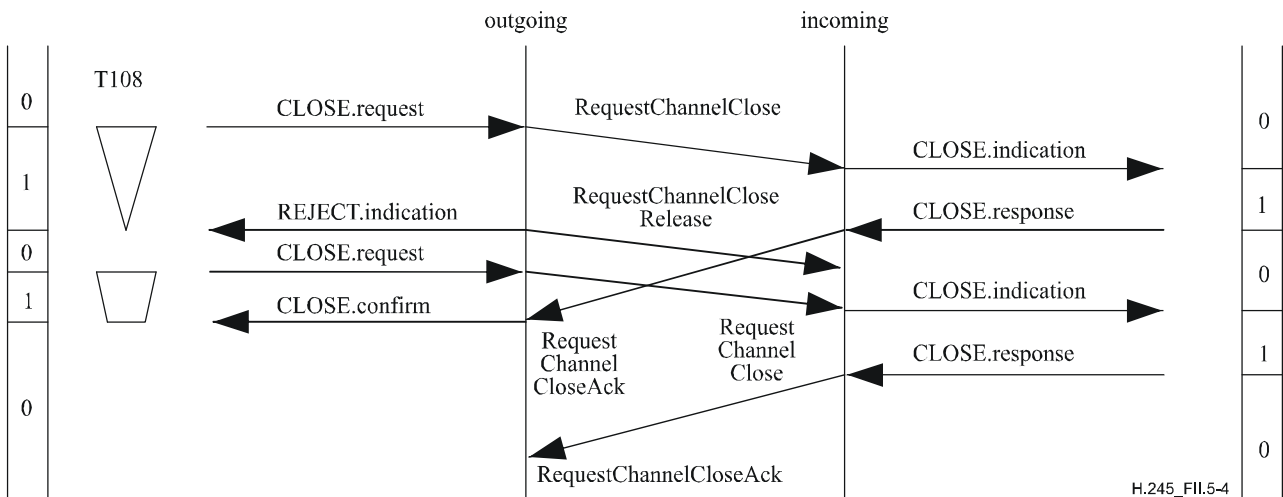 outgoing
incoming
T108
0
CLOSE.request
RequestChannelClose
0
CLOSE.indication
1
REJECT.indication
RequestChannelClose
Release
CLOSE.response
1
0
CLOSE.request
0
1
CLOSE.confirm
CLOSE.indication
Request
Channel
CloseAck
Request
Channel
Close
CLOSE.response
1
0
0
RequestChannelCloseAck
H.245_FII.5-4